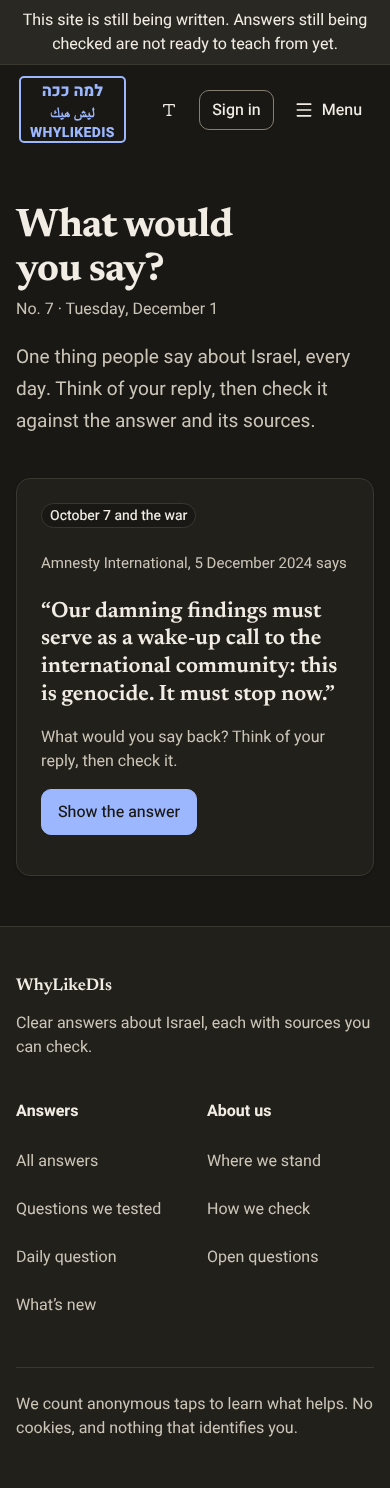 This site is still being written. Answers still being
checked are not ready to teach from yet.
למה ככה
ليش هيك
WHYLIKEDIS
T
Sign in
Menu
What would
you say?
No. 7 · Tuesday, December 1
One thing people say about Israel, every
day. Think of your reply, then check it
against the answer and its sources.
October 7 and the war
Amnesty International, 5 December 2024 says
“Our damning findings must
serve as a wake-up call to the
international community: this
is genocide. It must stop now.”
What would you say back? Think of your
reply, then check it.
Show the answer
WhyLikeDIs
Clear answers about Israel, each with sources you
can check.
Answers
About us
All answers
Where we stand
Questions we tested
How we check
Daily question
Open questions
What’s new
We count anonymous taps to learn what helps. No
cookies, and nothing that identifies you.